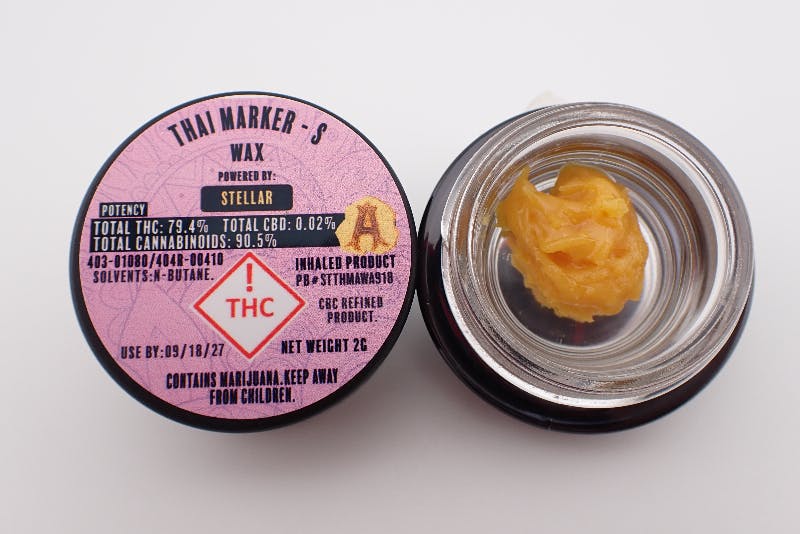 THAI MARKER - S
WAX
POWERED BY:
STELLAR
POTENCY
TOTAL THC: 79.4% TOTAL CBD: 0.02%
TOTAL CANNABINOIDS: 90.5%
A
403-01080/404R-00410
SOLVENTS:N-BUTANE.
INHALED PRODUCT
PB#STTHMAWA918
!
THC
CBC REFINED
PRODUCT.
USE BY:09/18/27
NET WEIGHT 2G
CONTAINS MARIJUANA.KEEP AWAY
FROM CHILDREN.